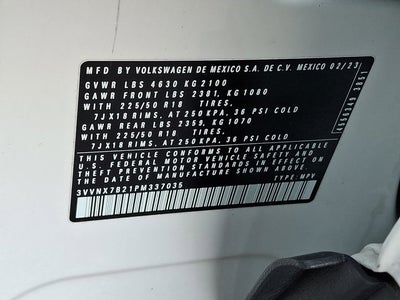 MFD BY VOLKSWAGEN DE MEXICO S.A. DE C.V. MEXICO 02/23
GVWR LBS 4630 KG 2100
GAWR FRONT LBS 2381, KG 1080
WITH 225/50 R18 TIRES,
7JX18 RIMS, AT 250 KPA, 36 PSI COLD
GAWR REAR LBS 2359, KG 1070
WITH 225/50 R18 TIRES,
7JX18 RIMS, AT 250 KPA, 36 PSI COLD
THIS VEHICLE CONFORMS TO ALL APPLICABLE
U.S. FEDERAL MOTOR VEHICLE SAFETY AND
THEFT PREVENTION STANDARDS IN EFFECT ON
THE DATE OF MANUFACTURE SHOWN ABOVE.
3VVNX7B21PM337035 TYPE: MPV